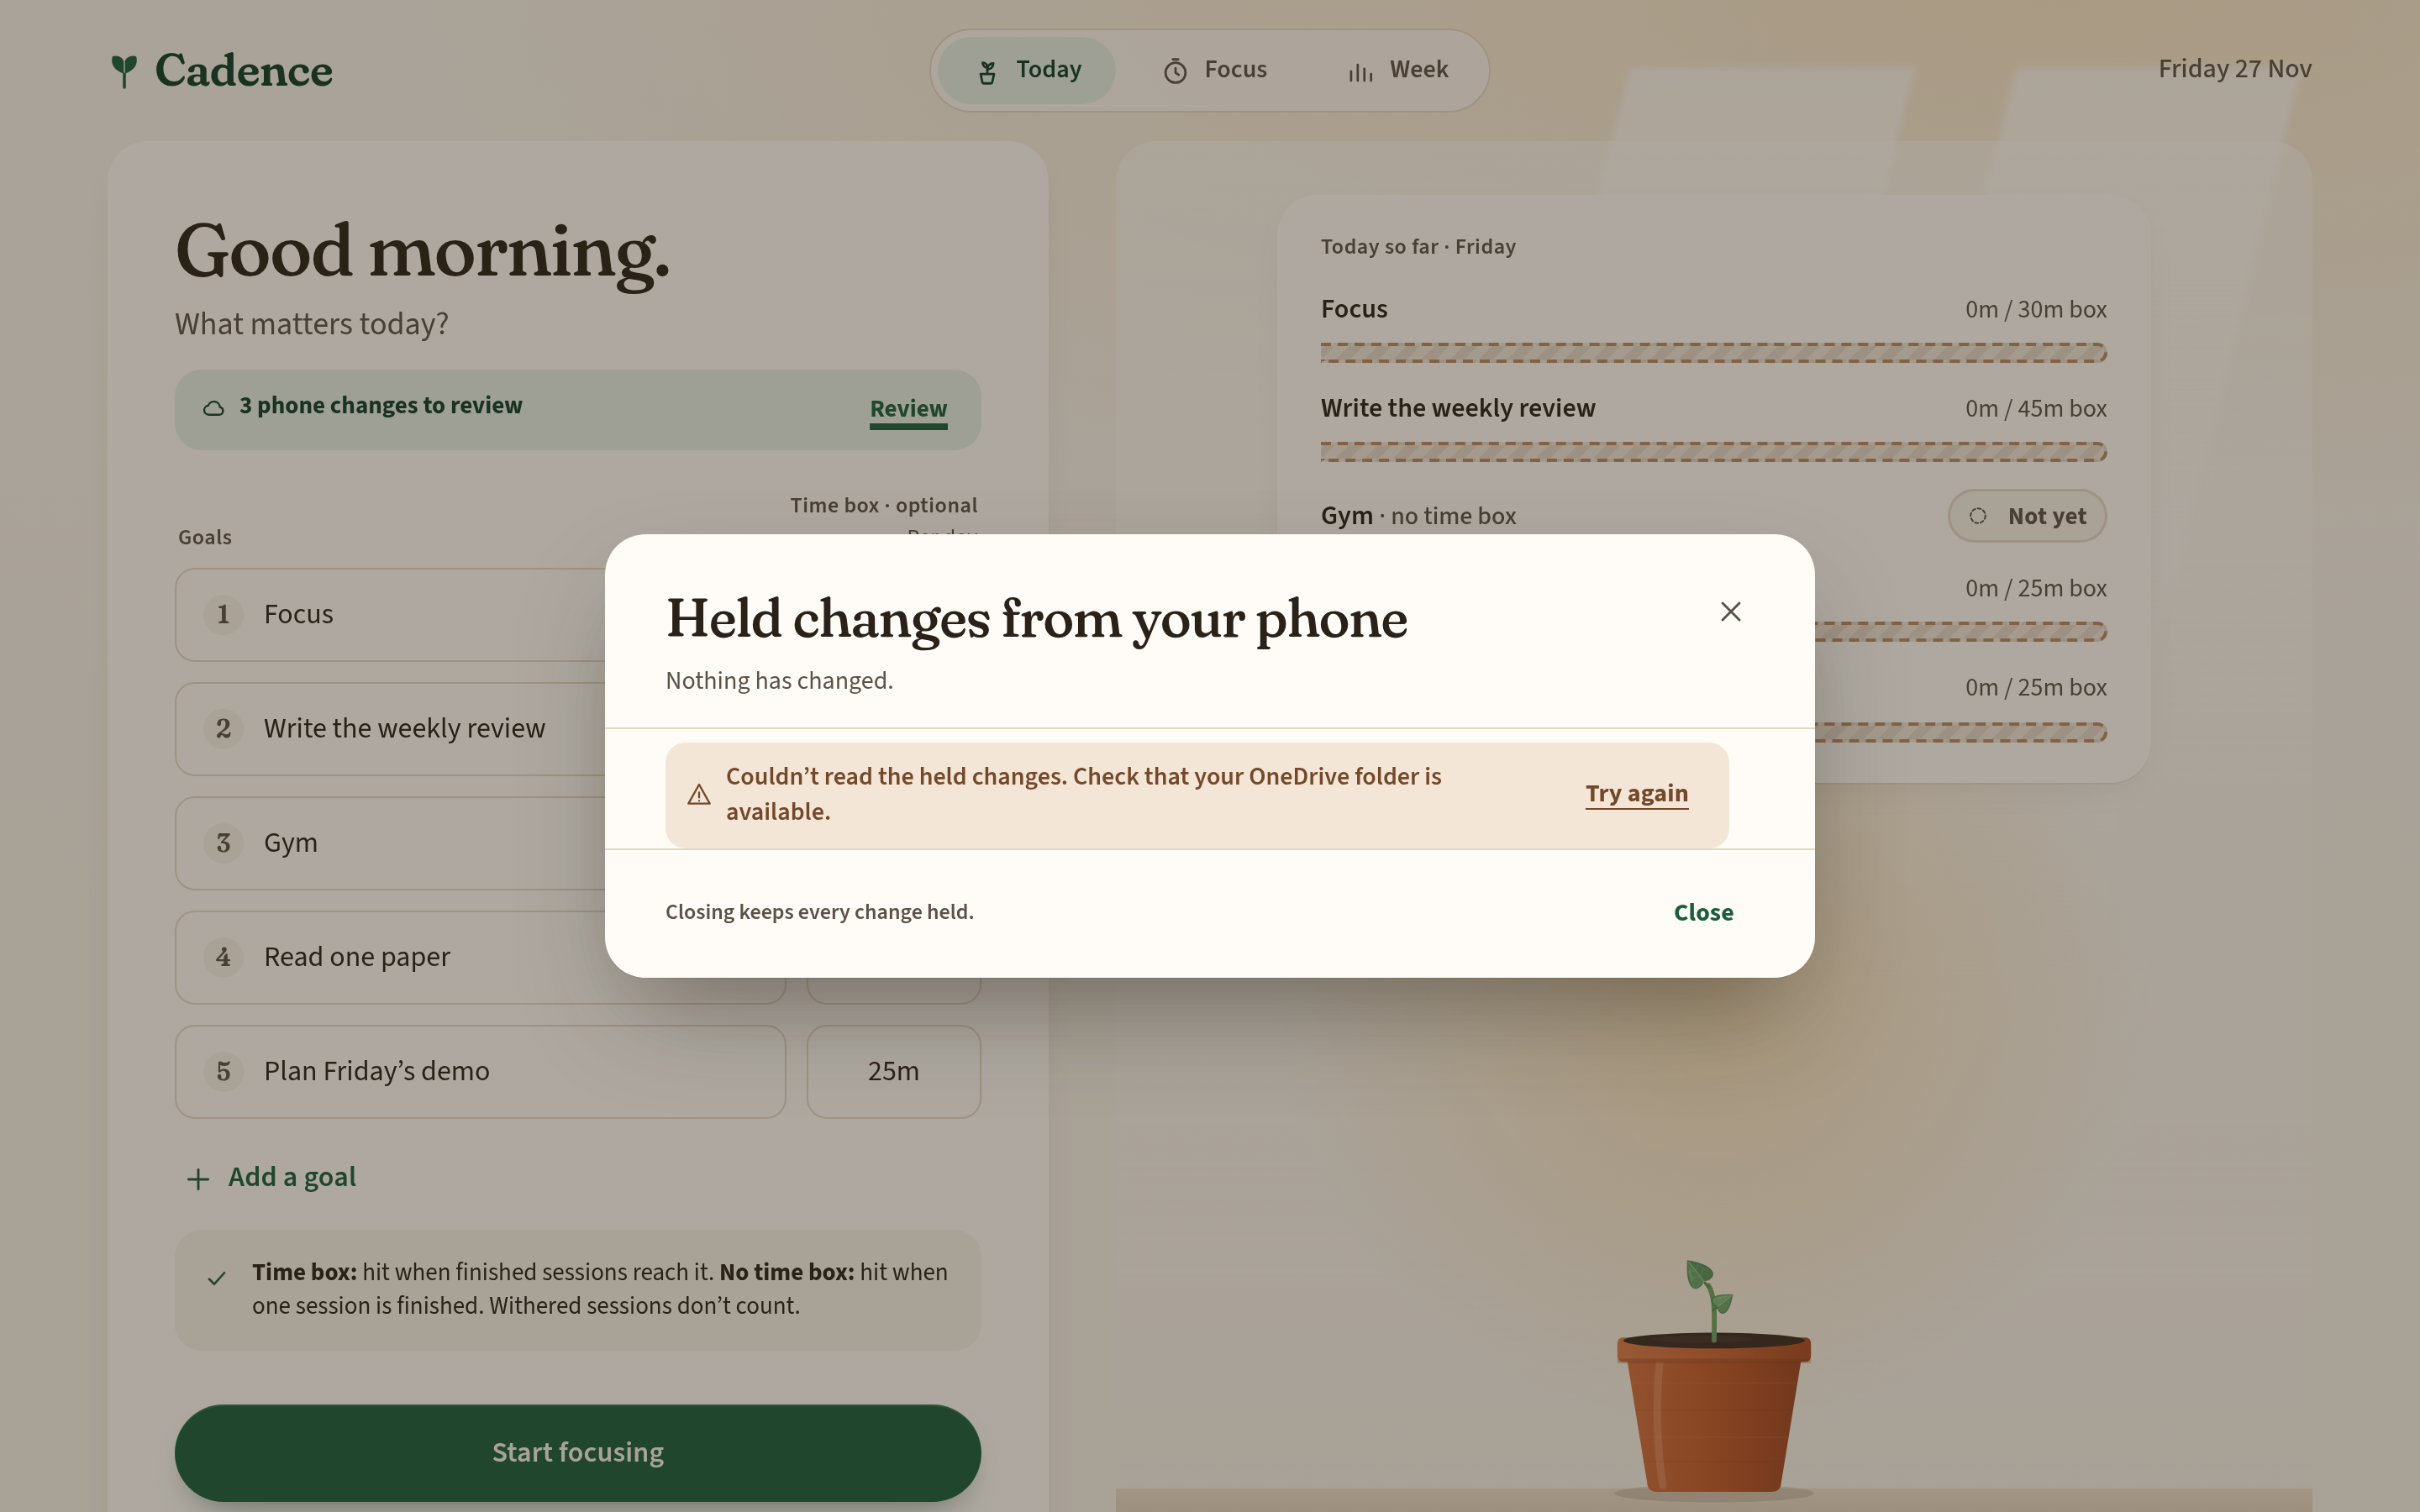 Cadence
Today
Focus
Week
Friday 27 Nov
Good morning.
What matters today?
3 phone changes to review
Review
Time box · optional
Goals
1 Focus
2 Write the weekly review
3 Gym
4 Read one paper
5 Plan Friday’s demo
25m
Add a goal
Time box: hit when finished sessions reach it. No time box: hit when
one session is finished. Withered sessions don’t count.
Start focusing
Today so far · Friday
Focus
0m / 30m box
Write the weekly review
0m / 45m box
Gym · no time box
Not yet
0m / 25m box
0m / 25m box
Held changes from your phone
Nothing has changed.
Couldn’t read the held changes. Check that your OneDrive folder is
available.
Try again
Closing keeps every change held.
Close